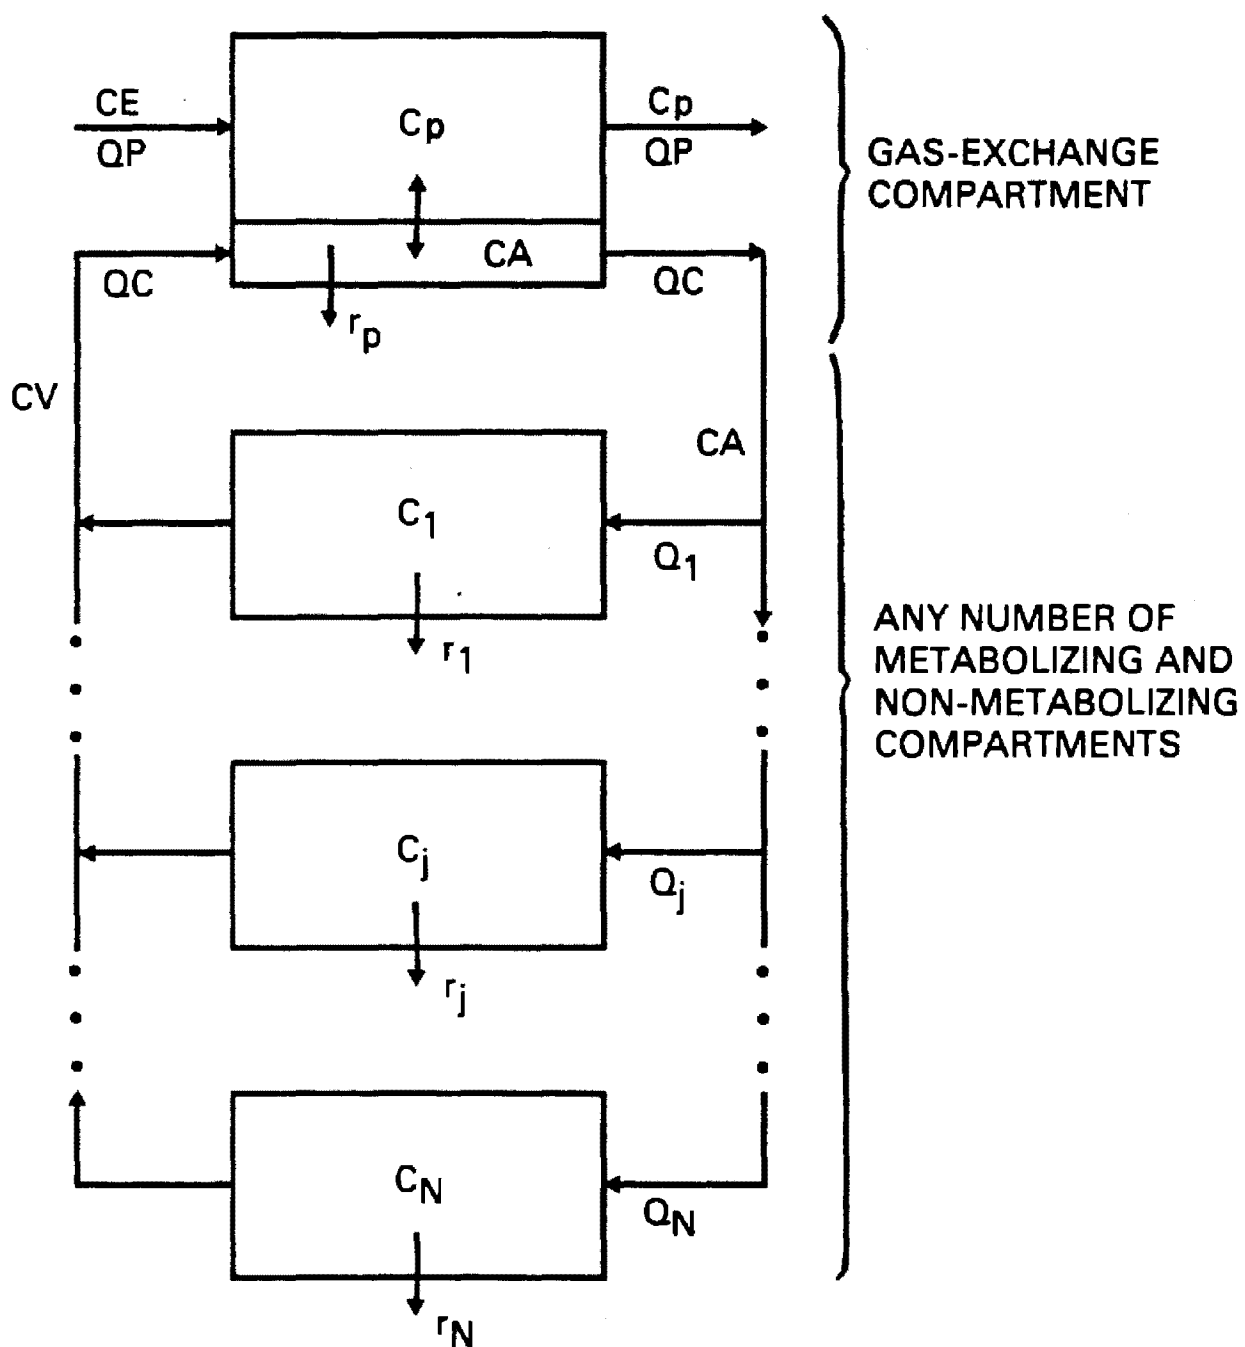 CE
QP
Cp
Cp
QP
GAS-EXCHANGE
COMPARTMENT
QC
CA
QC
rp
CV
CA
C1
Q1
r1
ANY NUMBER OF
METABOLIZING AND
NON-METABOLIZING
COMPARTMENTS
Cj
Qj
rj
CN
QN
rN